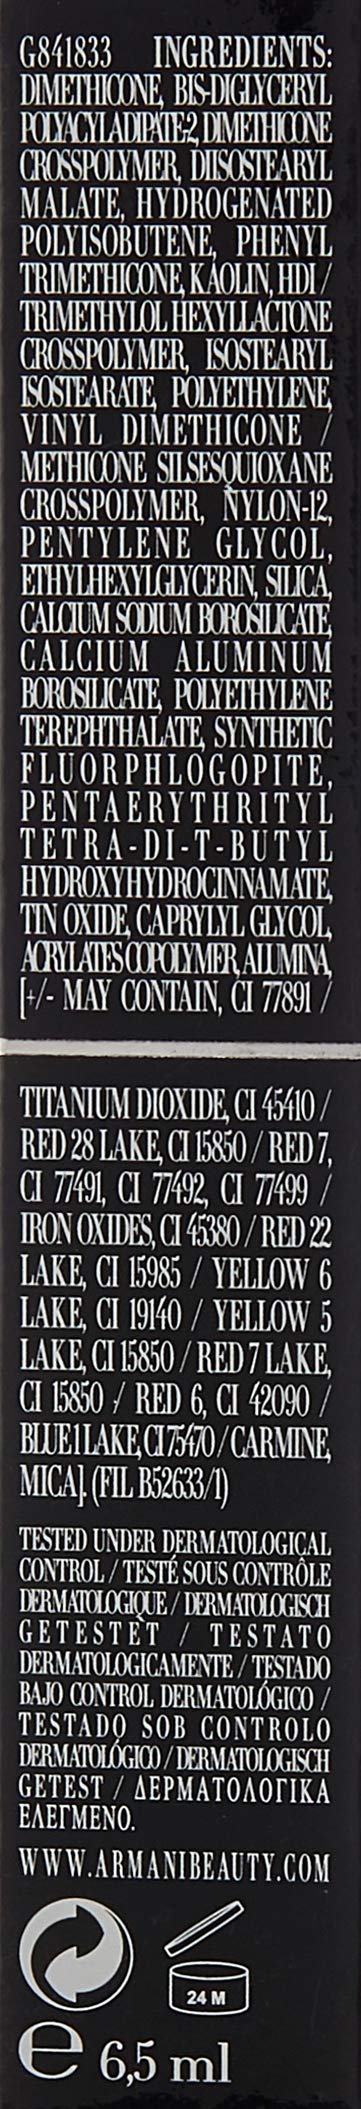 G841833 INGREDIENTS:
DIMETHICONE, BIS-DIGLYCERYL
POLYACYLADIPATE-2, DIMETHICONE
CROSSPOLYMER, DIISOSTEARYL
MALATE, HYDROGENATED
POLYISOBUTENE, PHENYL
TRIMETHICONE, KAOLIN, HDI /
TRIMETHYLOL HEXYLLACTONE
CROSSPOLYMER, ISOSTEARYL
ISOSTEARATE, POLYETHYLENE,
VINYL DIMETHICONE /
METHICONE SILSESQUIOXANE
CROSSPOLYMER, NYLON-12,
PENTYLENE GLYCOL,
ETHYLHEXYLGLYCERIN, SILICA,
CALCIUM SODIUM BOROSILICATE,
CALCIUM ALUMINUM
BOROSILICATE, POLYETHYLENE
TEREPHTHALATE, SYNTHETIC
FLUORPHLOGOPITE,
PENTAERYTHRITYL
TETRA-DI-T-BUTYL
HYDROXYHYDROCINNAMATE,
TIN OXIDE, CAPRYLYL GLYCOL,
ACRYLATES COPOLYMER, ALUMINA,
[+/- MAY CONTAIN, CI 77891 /
TITANIUM DIOXIDE, CI 45410 /
RED 28 LAKE, CI 15850 / RED 7,
CI 77491, CI 77492, CI 77499 /
IRON OXIDES, CI 45380 / RED 22
LAKE, CI 15985 / YELLOW 6
LAKE, CI 19140 / YELLOW 5
LAKE, CI 15850 / RED 7 LAKE,
CI 15850 / RED 6, CI 42090 /
BLUE 1 LAKE, CI 75470 / CARMINE,
MICA]. (FIL B52633/1)
TESTED UNDER DERMATOLOGICAL
CONTROL / TESTÉ SOUS CONTRÔLE
DERMATOLOGIQUE / DERMATOLOGISCH
GETESTET / TESTATO
DERMATOLOGICAMENTE / TESTADO
BAJO CONTROL DERMATOLÓGICO /
TESTADO SOB CONTROLO
DERMATOLÓGICO / DERMATOLOGISCH
GETEST / ΔΕΡΜΑΤΟΛΟΓΙΚΑ
ΕΛΕΓΜΕΝΟ.
WWW.ARMANIBEAUTY.COM
24 M
e 6,5 ml